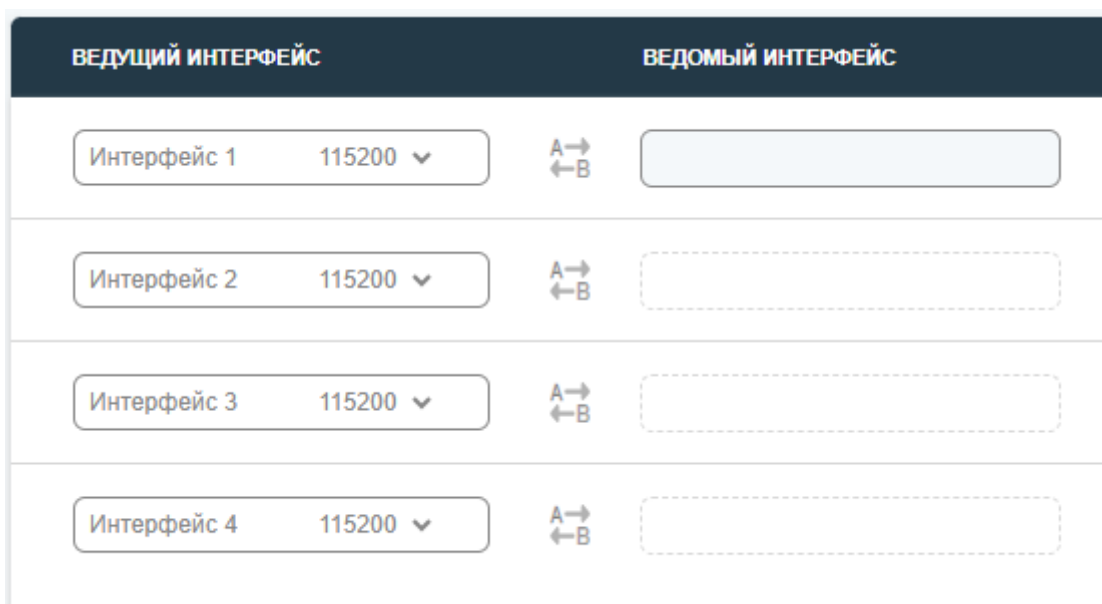 ВЕДУЩИЙ ИНТЕРФЕЙС ВЕДОМЫЙ ИНТЕРФЕЙС
Интерфейс 1 115200 A
B
Интерфейс 2 115200 A
B
Интерфейс 3 115200 A
B
Интерфейс 4 115200 A
B